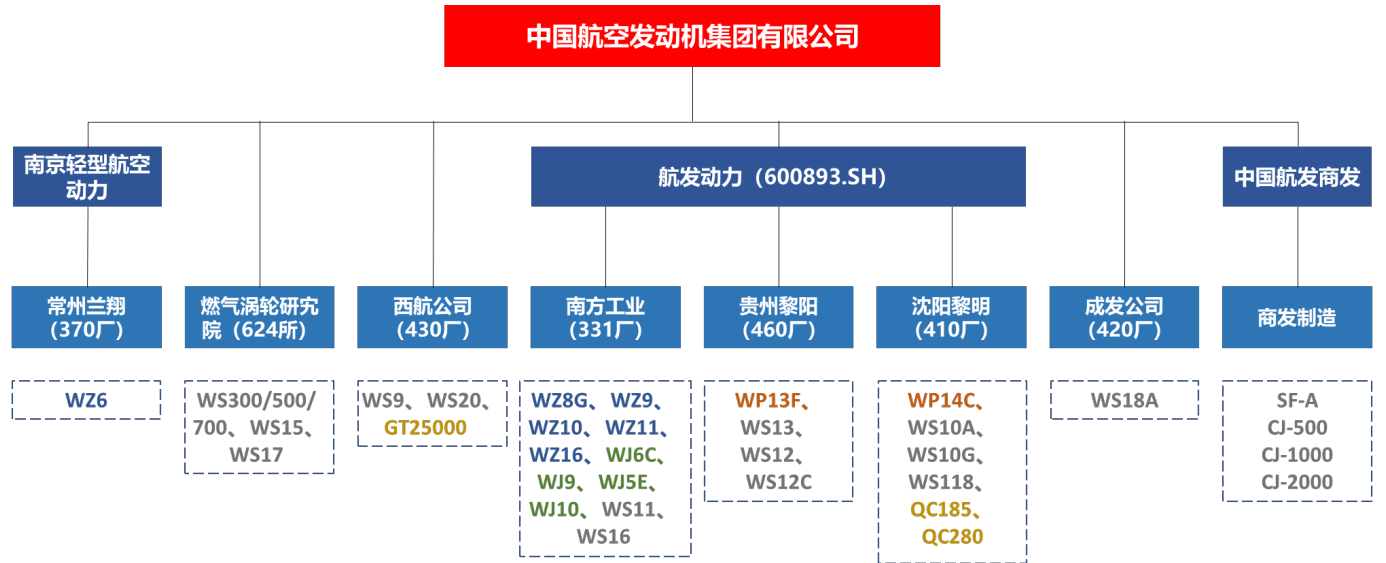 中国航空发动机集团有限公司
南京轻型航空
动力
航发动力（600893.SH）
中国航发商发
常州兰翔
（370厂）
燃气涡轮研究
院（624所）
西航公司
（430厂）
南方工业
（331厂）
贵州黎阳
（460厂）
沈阳黎明
（410厂）
成发公司
（420厂）
商发制造
WZ6
WS300/500/
700、WS15、
WS17
WS9、WS20、
GT25000
WZ8G、WZ9、
WZ10、WZ11、
WZ16、WJ6C、
WJ9、WJ5E、
WJ10、WS11、
WS16
WP13F、
WS13、
WS12、
WS12C
WP14C、
WS10A、
WS10G、
WS118、
QC185、
QC280
WS18A
SF-A
CJ-500
CJ-1000
CJ-2000